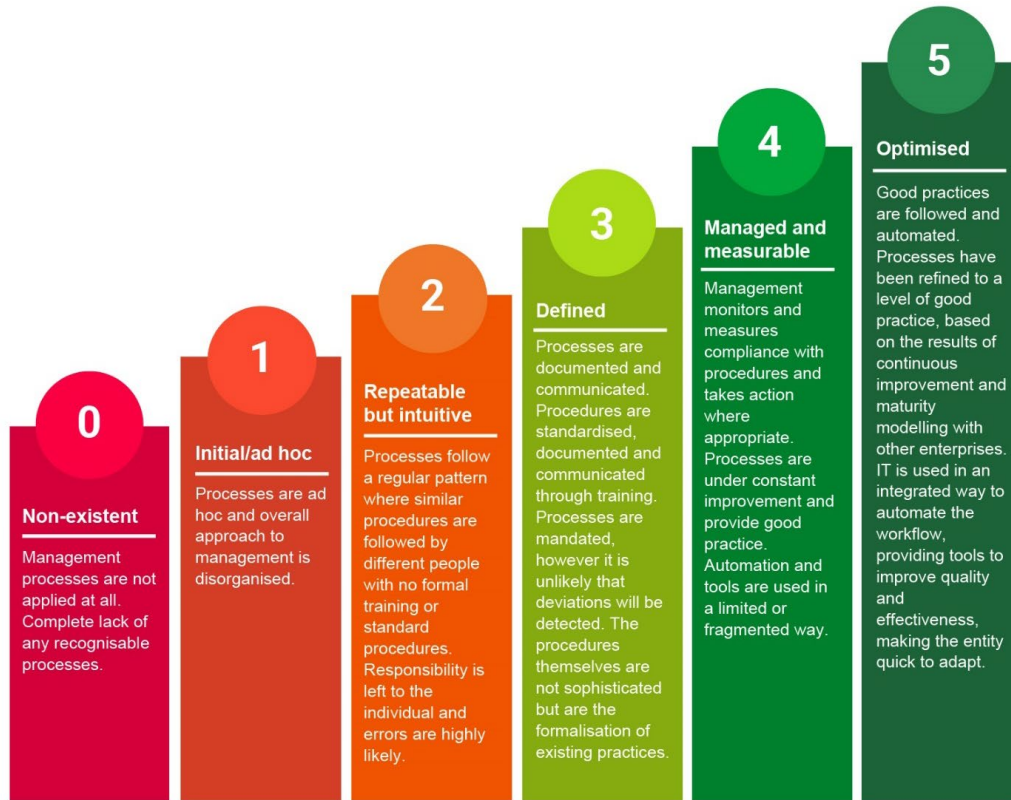 0
Non-existent
Management
processes are not
applied at all.
Complete lack of
any recognisable
processes.
1
Initial/ad hoc
Processes are ad
hoc and overall
approach to
management is
disorganised.
2
Repeatable
but intuitive
Processes follow
a regular pattern
where similar
procedures are
followed by
different people
with no formal
training or
standard
procedures.
Responsibility is
left to the
individual and
errors are highly
likely.
3
Defined
Processes are
documented and
communicated.
Procedures are
standardised,
documented and
communicated
through training.
Processes are
mandated,
however it is
unlikely that
deviations will be
detected. The
procedures
themselves are
not sophisticated
but are the
formalisation of
existing practices.
4
Managed and
measurable
Management
monitors and
measures
compliance with
procedures and
takes action
where
appropriate.
Processes are
under constant
improvement and
provide good
practice.
Automation and
tools are used in
a limited or
fragmented way.
5
Optimised
Good practices
are followed and
automated.
Processes have
been refined to a
level of good
practice, based
on the results of
continuous
improvement and
maturity
modelling with
other enterprises.
IT is used in an
integrated way to
automate the
workflow,
providing tools to
improve quality
and
effectiveness,
making the entity
quick to adapt.